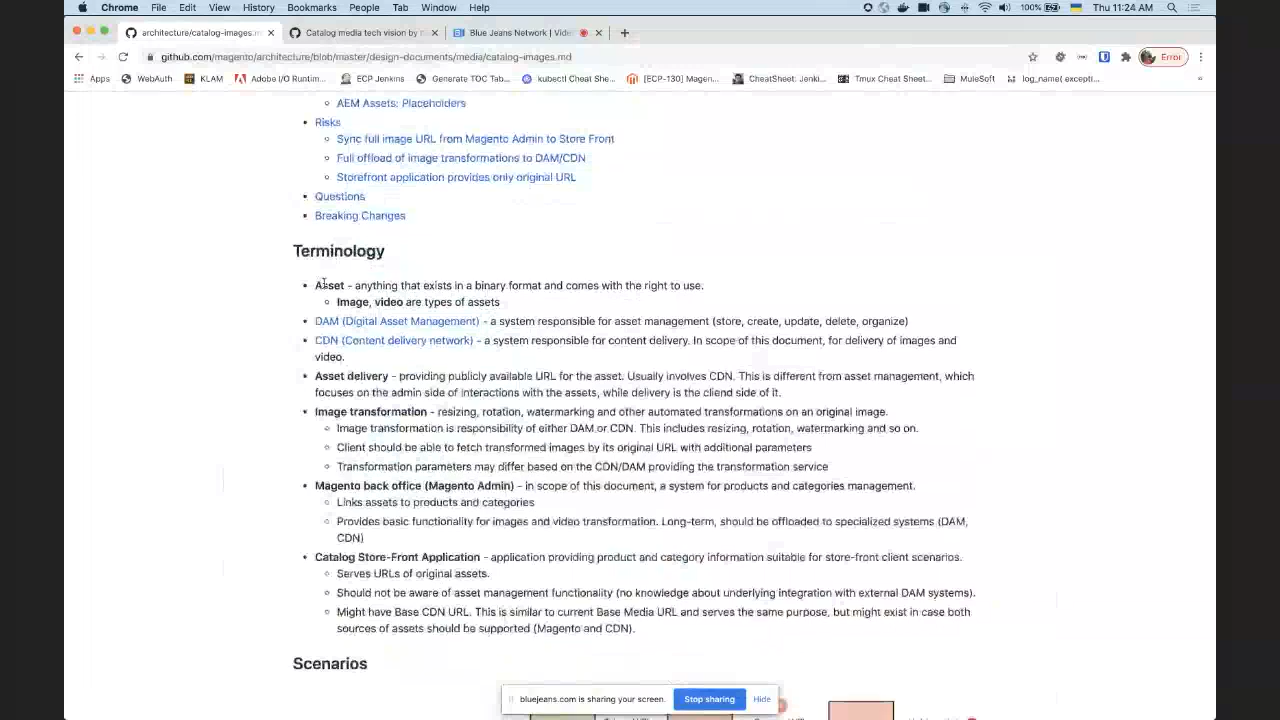 Chrome File Edit View History Bookmarks People Tab Window Help 100% Thu 11:24 AM
architecture/catalog-images.m Catalog media tech vision by m Blue Jeans Network | Vide
github.com/magento/architecture/blob/master/design-documents/media/catalog-images.md Error
Apps WebAuth KLAM Adobe I/O Runtim... ECP Jenkins Generate TOC Tab... kubectl Cheat She... [ECP-130] Magen... CheatSheet: Jenki... Tmux Cheat Sheet... MuleSoft log_name( excepti... »
AEM Assets: Placeholders
Risks
Sync full image URL from Magento Admin to Store Front
Full offload of image transformations to DAM/CDN
Storefront application provides only original URL
Questions
Breaking Changes
Terminology
Asset - anything that exists in a binary format and comes with the right to use.
Image, video are types of assets
DAM (Digital Asset Management) - a system responsible for asset management (store, create, update, delete, organize)
CDN (Content delivery network) - a system responsible for content delivery. In scope of this document, for delivery of images and
video.
Asset delivery - providing publicly available URL for the asset. Usually involves CDN. This is different from asset management, which
focuses on the admin side of interactions with the assets, while delivery is the cliend side of it.
Image transformation - resizing, rotation, watermarking and other automated transformations on an original image.
Image transformation is responsibility of either DAM or CDN. This includes resizing, rotation, watermarking and so on.
Client should be able to fetch transformed images by its original URL with additional parameters
Transformation parameters may differ based on the CDN/DAM providing the transformation service
Magento back office (Magento Admin) - in scope of this document, a system for products and categories management.
Links assets to products and categories
Provides basic functionality for images and video transformation. Long-term, should be offloaded to specialized systems (DAM,
CDN)
Catalog Store-Front Application - application providing product and category information suitable for store-front client scenarios.
Serves URLs of original assets.
Should not be aware of asset management functionality (no knowledge about underlying integration with external DAM systems).
Might have Base CDN URL. This is similar to current Base Media URL and serves the same purpose, but might exist in case both
sources of assets should be supported (Magento and CDN).
Scenarios
bluejeans.com is sharing your screen. Stop sharing Hide